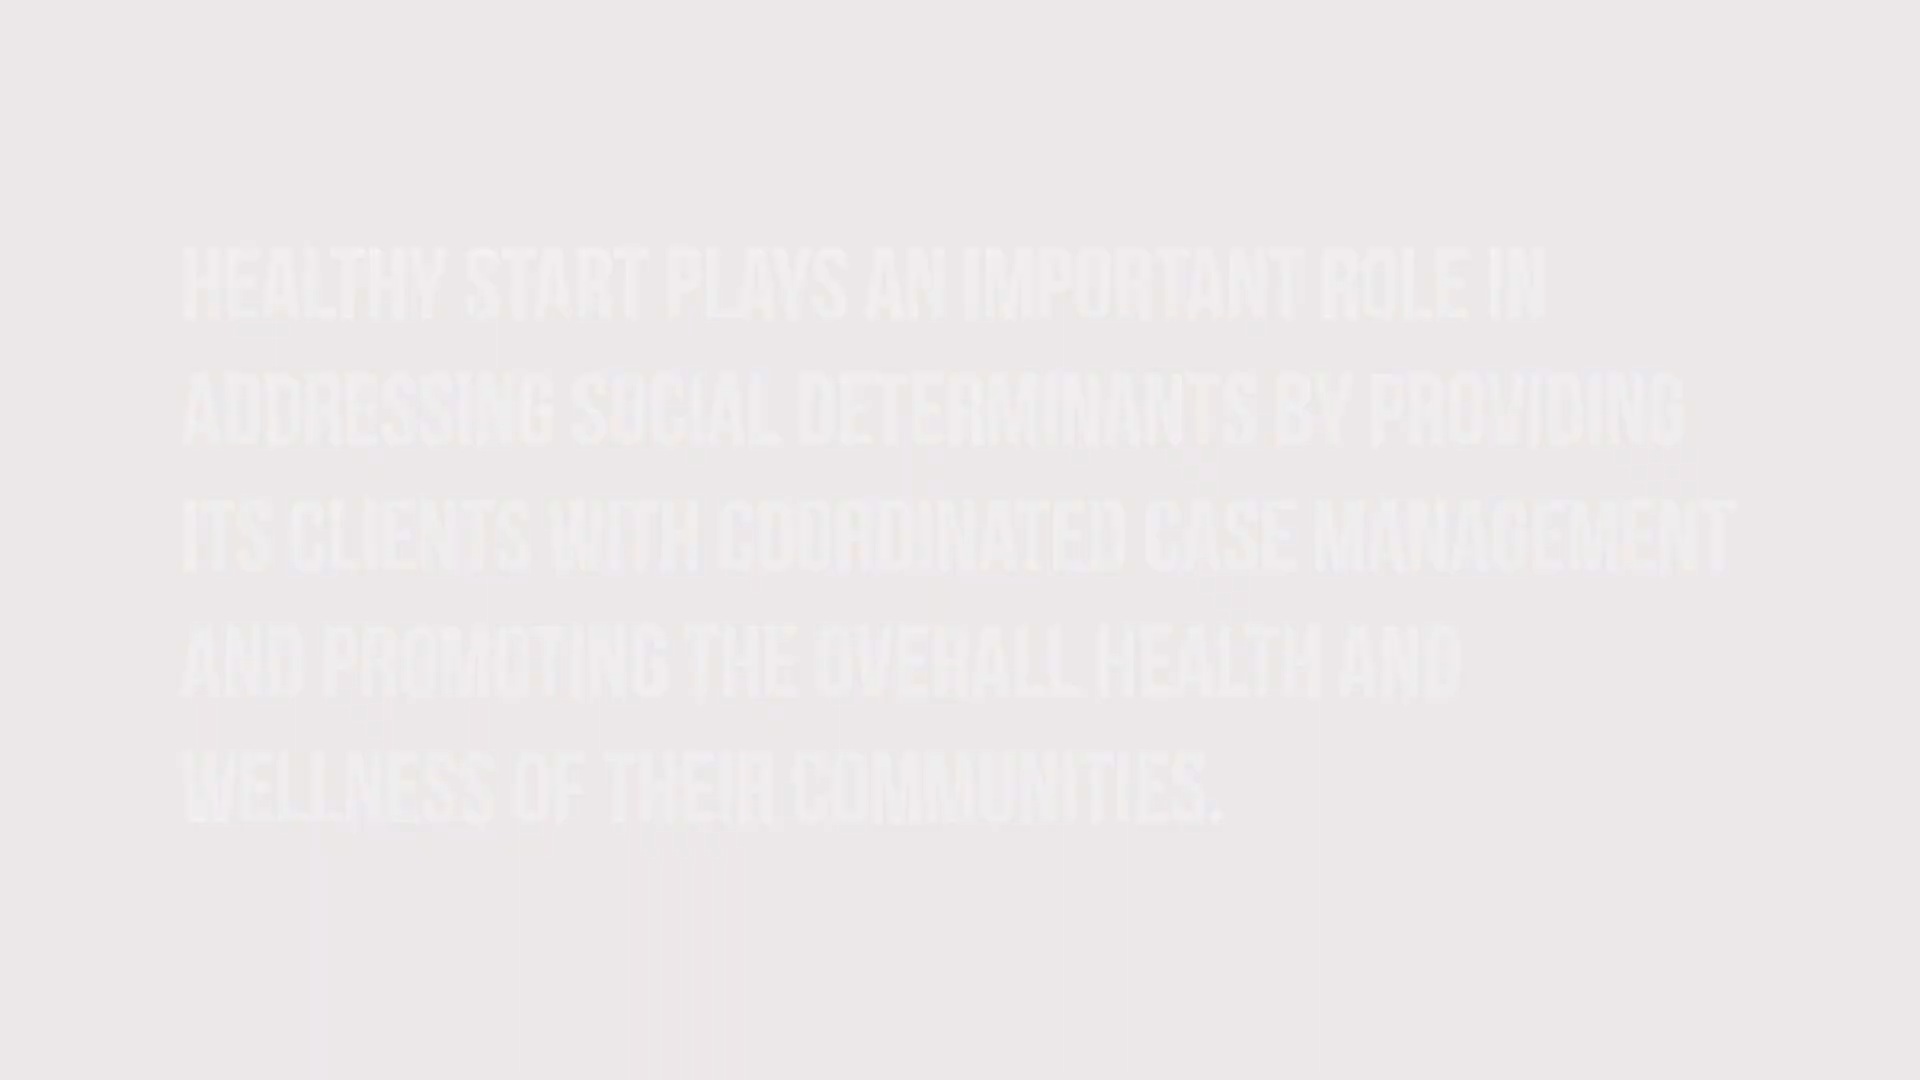 HEALTHY START PLAYS AN IMPORTANT ROLE IN
ADDRESSING SOCIAL DETERMINANTS BY PROVIDING
ITS CLIENTS WITH COORDINATED CASE MANAGEMENT
AND PROMOTING THE OVERALL HEALTH AND
WELLNESS OF THEIR COMMUNITIES.